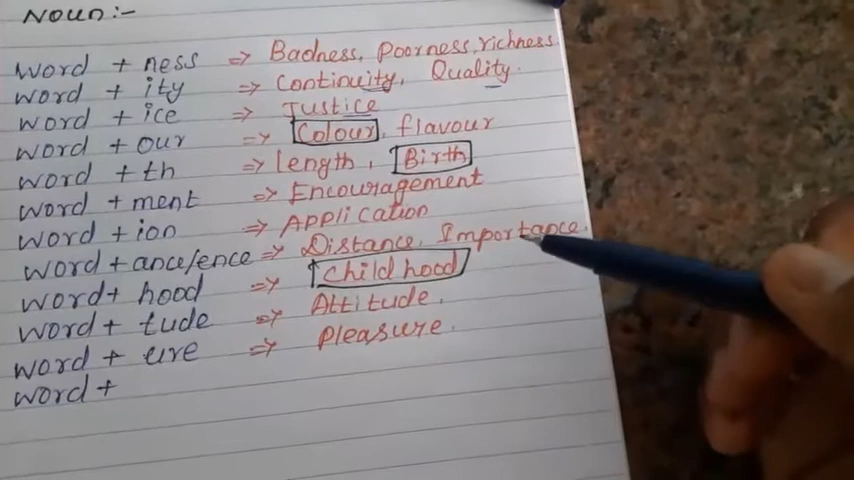 Noun:-
word + ness => Badness, Poorness, richness
word + ity => Continuity, Quality.
word + ice => Justice
word + our => Colour, flavour
word + th => length, Birth
word + ment => Encouragement
word + ion => Application
word + ance/ence => Distance, Importance.
word + hood => Childhood
word + tude => Attitude.
word + ure => Pleasure.
word +